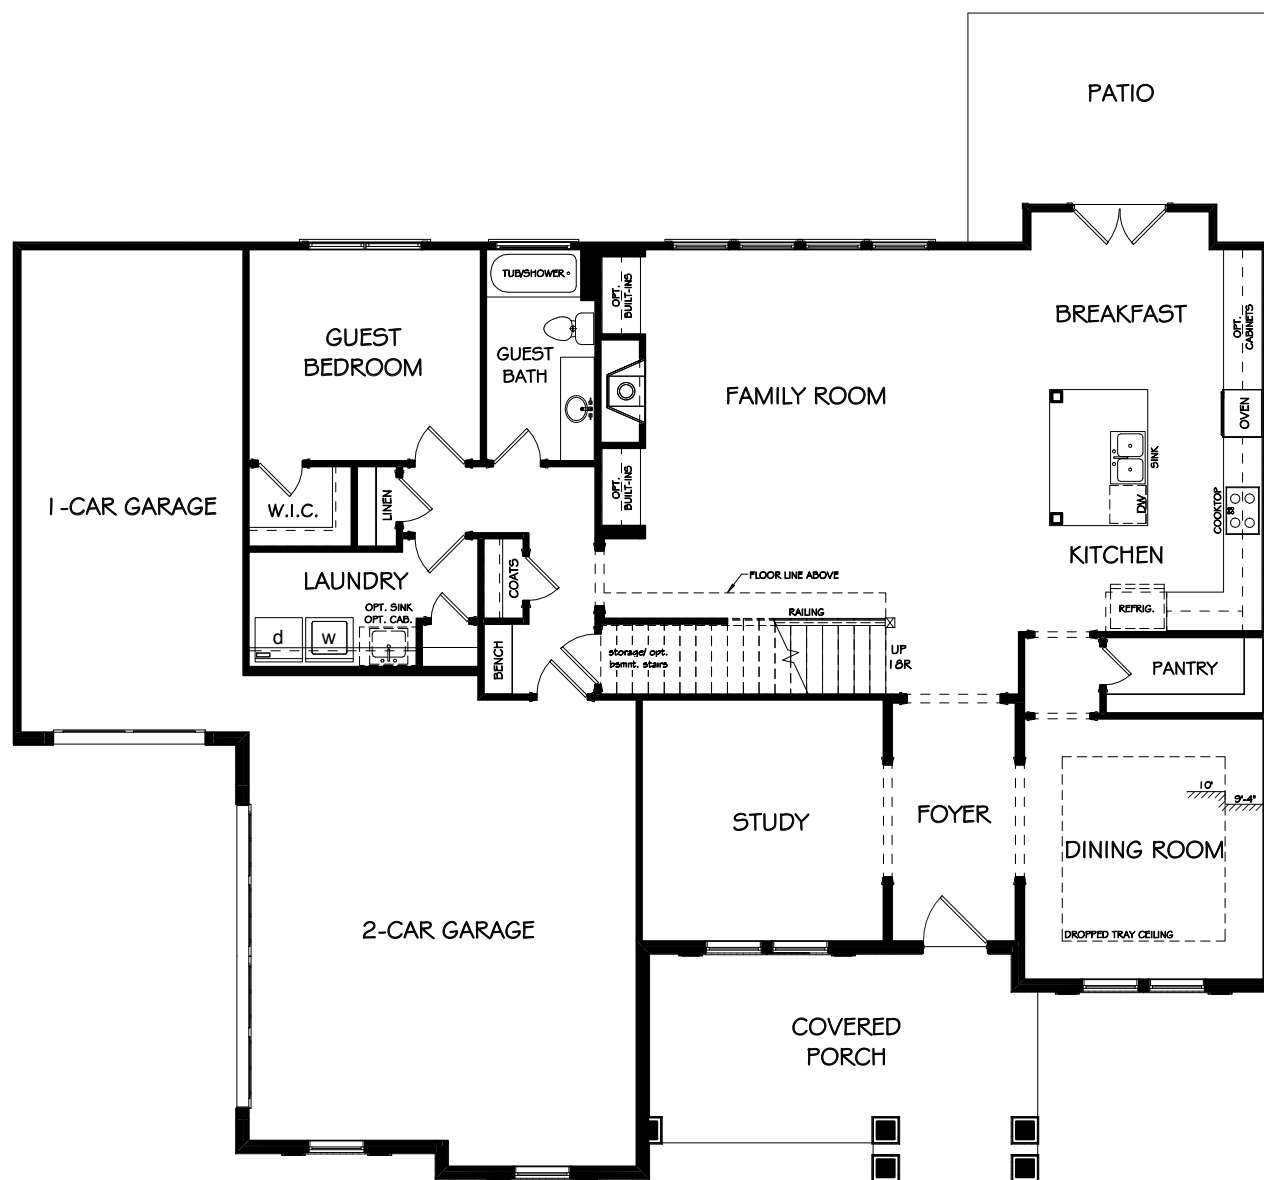 PATIO
TUB/SHOWER
OPT.
BUILT-INS
BREAKFAST
OPT.
CABINETS
GUEST
BEDROOM
GUEST
BATH
FAMILY ROOM
OVEN
SINK
OPT.
BUILT-INS
1-CAR GARAGE
W.I.C.
LINEN
DW
COOKTOP
KITCHEN
LAUNDRY
COATS
FLOOR LINE ABOVE
OPT. SINK
OPT. CAB.
RAILING
REFRIG.
d
w
BENCH
storage/ opt.
bsmnt. stairs
UP
18R
PANTRY
10'
9'-4"
STUDY
FOYER
DINING ROOM
2-CAR GARAGE
DROPPED TRAY CEILING
COVERED
PORCH